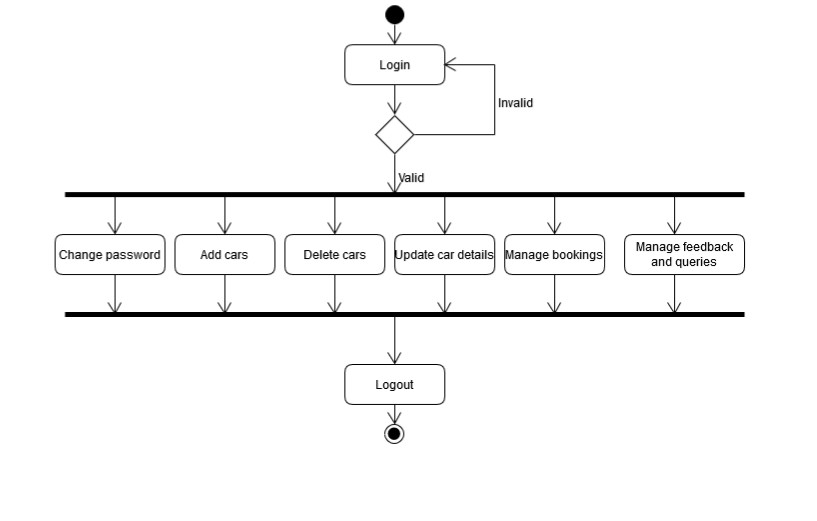 Login
Invalid
Valid
Change password
Add cars
Delete cars
Update car details
Manage bookings
Manage feedback
and queries
Logout